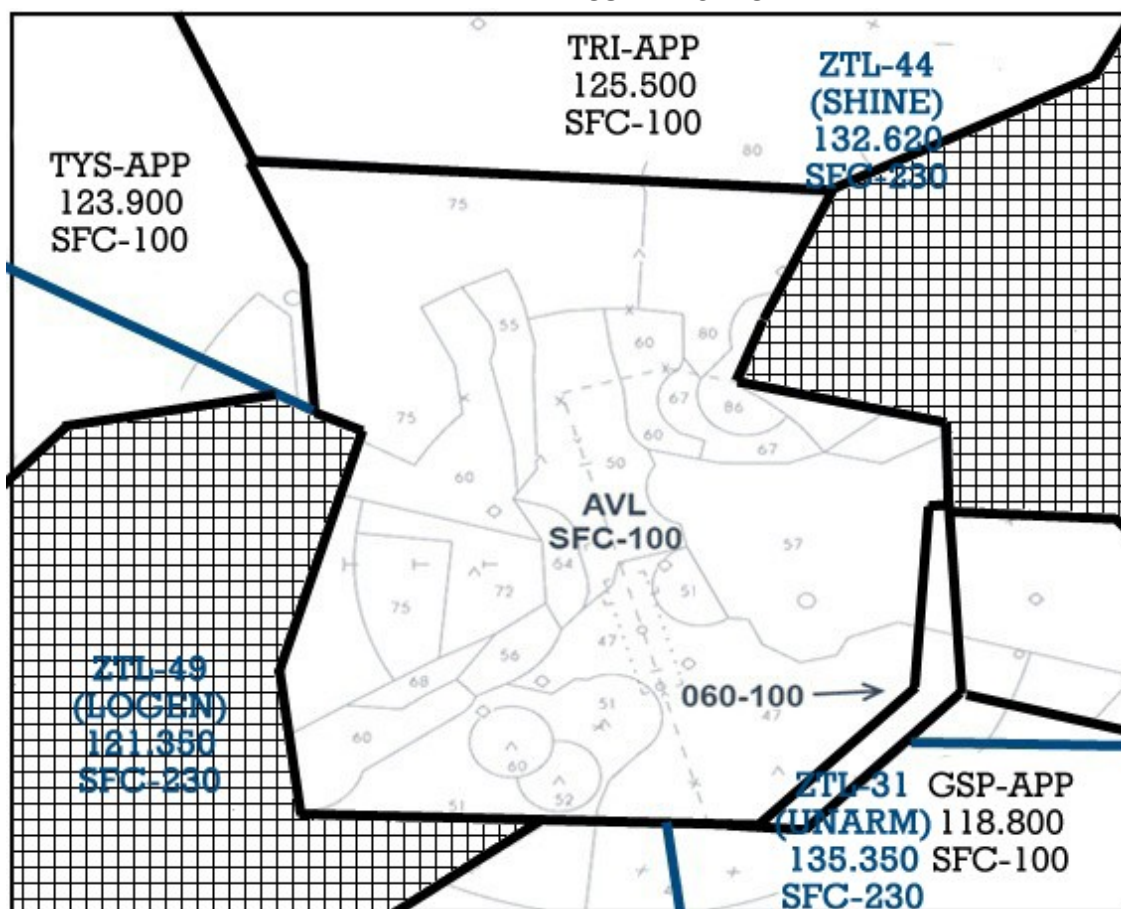 TRI-APP
125.500
SFC-100
ZTL-44
(SHINE)
132.620
SFC-230
TYS-APP
123.900
SFC-100
80
75
55
60
80
67
86
75
60
67
60
50
AVL
SFC-100
57
64
72
51
75
47
56
68
060-100
47
51
60
60
52
51
ZTL-49
(LOGEN)
121.350
SFC-230
ZTL-31
(UNARM)
135.350
SFC-230
GSP-APP
118.800
SFC-100